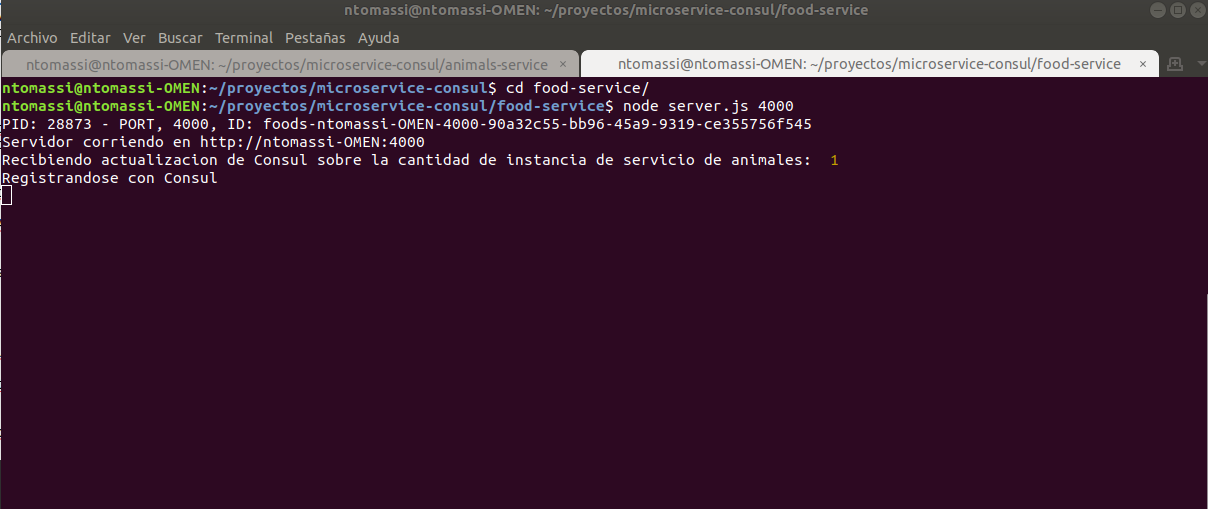 ntomassi@ntomassi-OMEN: ~/proyectos/microservice-consul/food-service
Archivo Editar Ver Buscar Terminal Pestañas Ayuda
ntomassi@ntomassi-OMEN: ~/proyectos/microservice-consul/animals-service × ntomassi@ntomassi-OMEN: ~/proyectos/microservice-consul/food-service ×
ntomassi@ntomassi-OMEN:~/proyectos/microservice-consul$ cd food-service/
ntomassi@ntomassi-OMEN:~/proyectos/microservice-consul/food-service$ node server.js 4000
PID: 28873 - PORT, 4000, ID: foods-ntomassi-OMEN-4000-90a32c55-bb96-45a9-9319-ce355756f545
Servidor corriendo en http://ntomassi-OMEN:4000
Recibiendo actualizacion de Consul sobre la cantidad de instancia de servicio de animales:  1
Registrandose con Consul